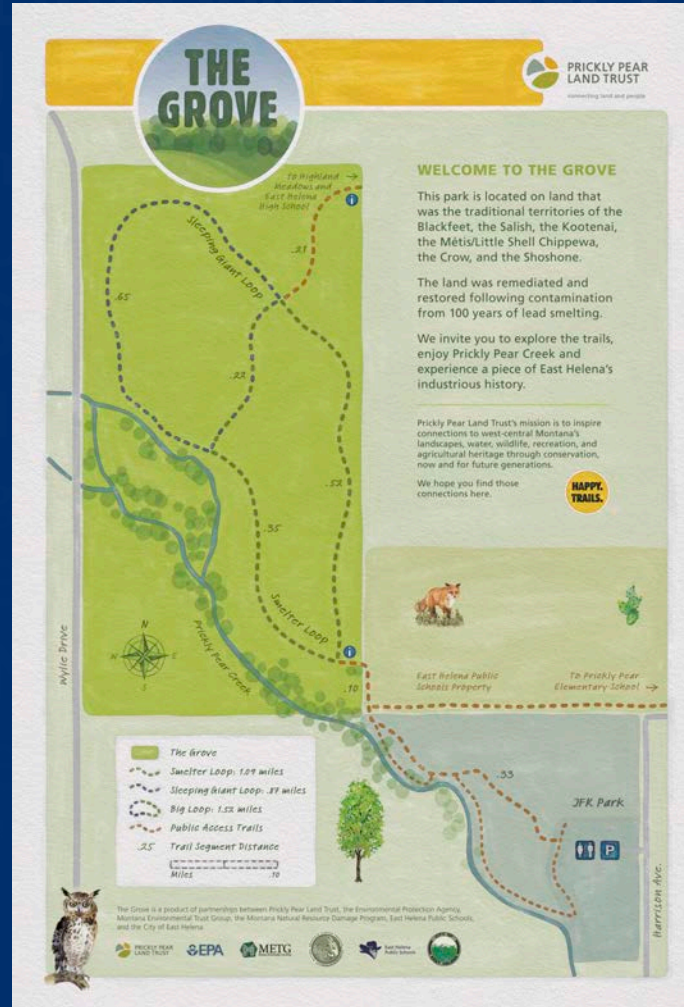 THE
GROVE
PRICKLY PEAR
LAND TRUST
connecting land and people
To Highland
Meadows and
East Helena
High School
Sleeping Giant Loop
.21
.65
.22
.52
.35
Smelter Loop
.10
Prickly Pear Creek
Wylie Drive
N
E
S
W
WELCOME TO THE GROVE
This park is located on land that
was the traditional territories of the
Blackfeet, the Salish, the Kootenai,
the Métis/Little Shell Chippewa,
the Crow, and the Shoshone.
The land was remediated and
restored following contamination
from 100 years of lead smelting.
We invite you to explore the trails,
enjoy Prickly Pear Creek and
experience a piece of East Helena's
industrious history.
Prickly Pear Land Trust's mission is to inspire
connections to west-central Montana's
landscapes, water, wildlife, recreation, and
agricultural heritage through conservation,
now and for future generations.
We hope you find those
connections here.
HAPPY.
TRAILS.
East Helena Public
Schools Property
To Prickly Pear
Elementary School
.33
JFK Park
P
Harrison Ave.
The Grove
Smelter Loop: 1.09 miles
Sleeping Giant Loop: .87 miles
Big Loop: 1.52 miles
Public Access Trails
.25 Trail Segment Distance
Miles .10
The Grove is a product of partnerships between Prickly Pear Land Trust, the Environmental Protection Agency,
Montana Environmental Trust Group, the Montana Natural Resource Damage Program, East Helena Public Schools,
and the City of East Helena.
PRICKLY PEAR
LAND TRUST
EPA
METG
East Helena
Public Schools